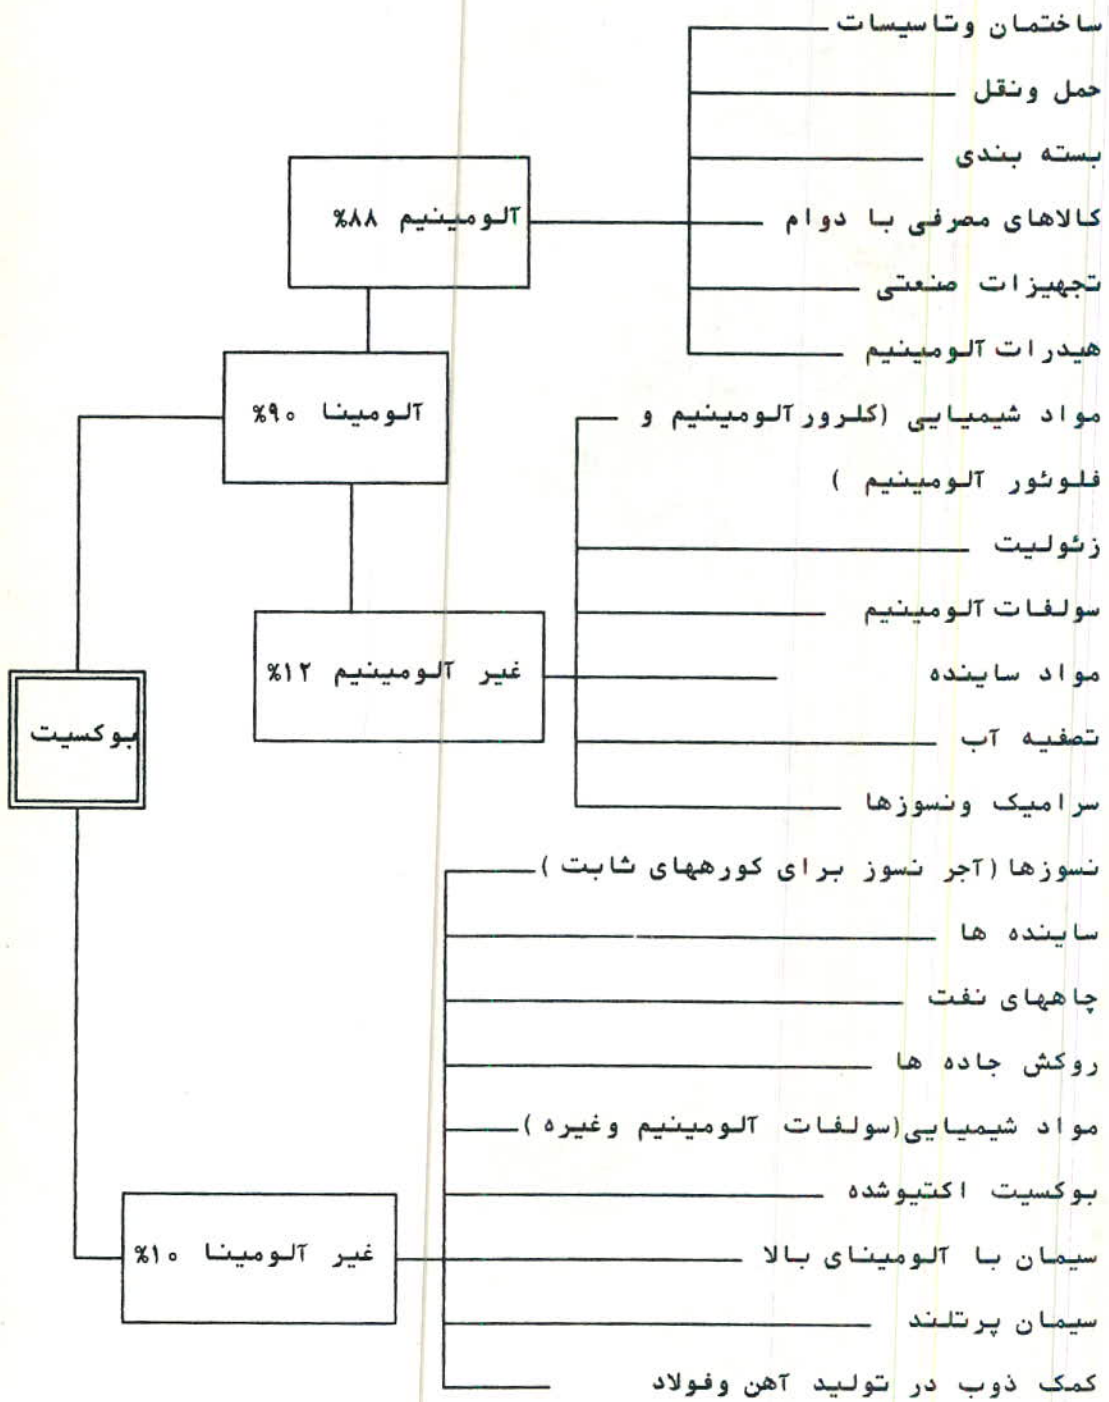 ساختمان وتاسیسات
حمل ونقل
بسته بندی
آلومینیم ۸۸%
کالاهای مصرفی با دوام
تجهیزات صنعتی
هیدرات آلومینیم
آلومینا ۹۰%
مواد شیمیایی (کلرور آلومینیم و
فلوئور آلومینیم )
زئولیت
سولفات آلومینیم
غیر آلومینیم ۱۲%
مواد ساینده
بوکسیت
تصفیه آب
سرامیک ونسوزها
نسوزها (آجر نسوز برای کورههای شابت )
ساینده ها
چاههای نفت
روکش جاده ها
مواد شیمیایی(سولفات آلومینیم وغیره )
بوکسیت اکتیوشده
غیر آلومینا ۱۰%
سیمان با آلومینای بالا
سیمان پرتلند
کمک ذوب در تولید آهن وفولاد